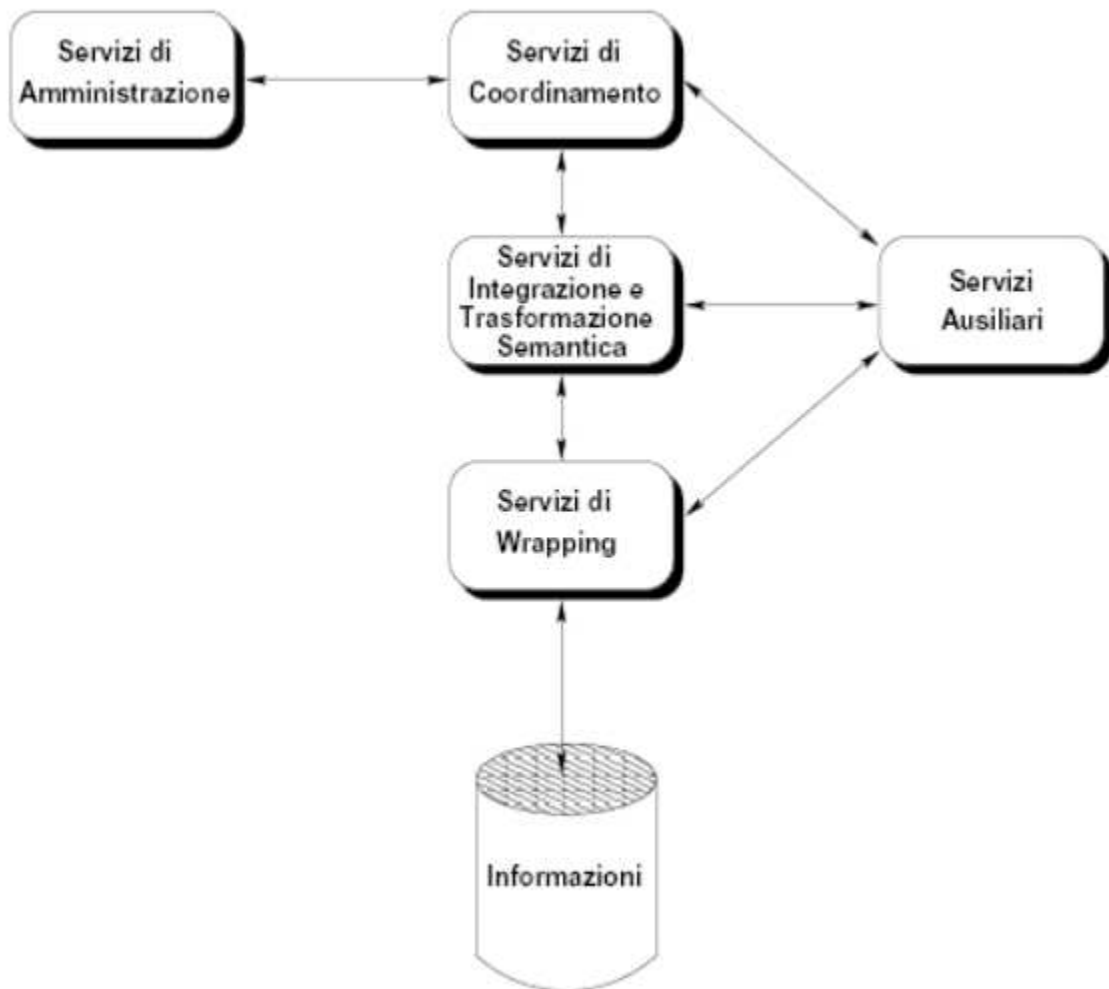 Servizi di
Amministrazione
Servizi di
Coordinamento
Servizi di
Integrazione e
Trasformazione
Semantica
Servizi
Ausiliari
Servizi di
Wrapping
Informazioni